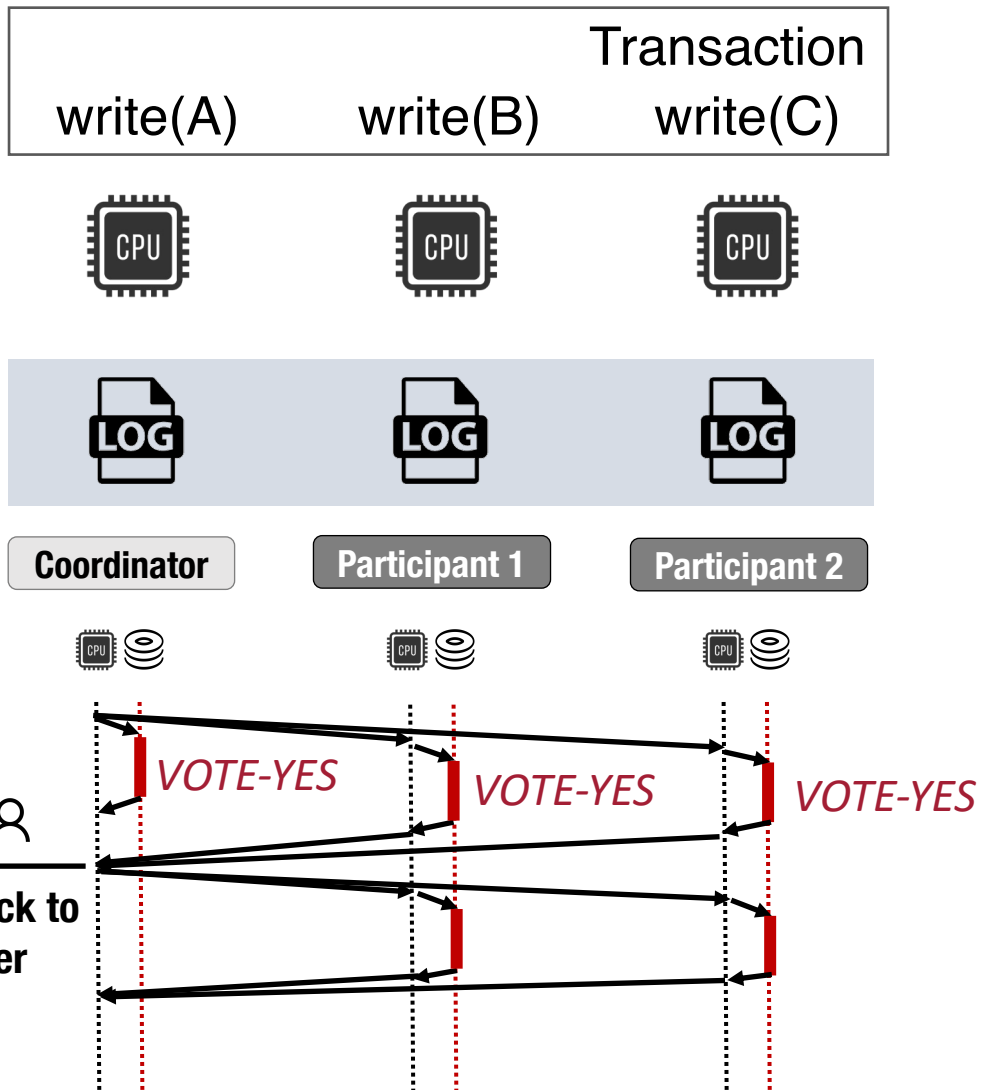 Transaction
write(A) write(B) write(C)
CPU CPU CPU
LOG LOG LOG
Coordinator Participant 1 Participant 2
CPU CPU CPU
VOTE-YES VOTE-YES VOTE-YES
ck to
er